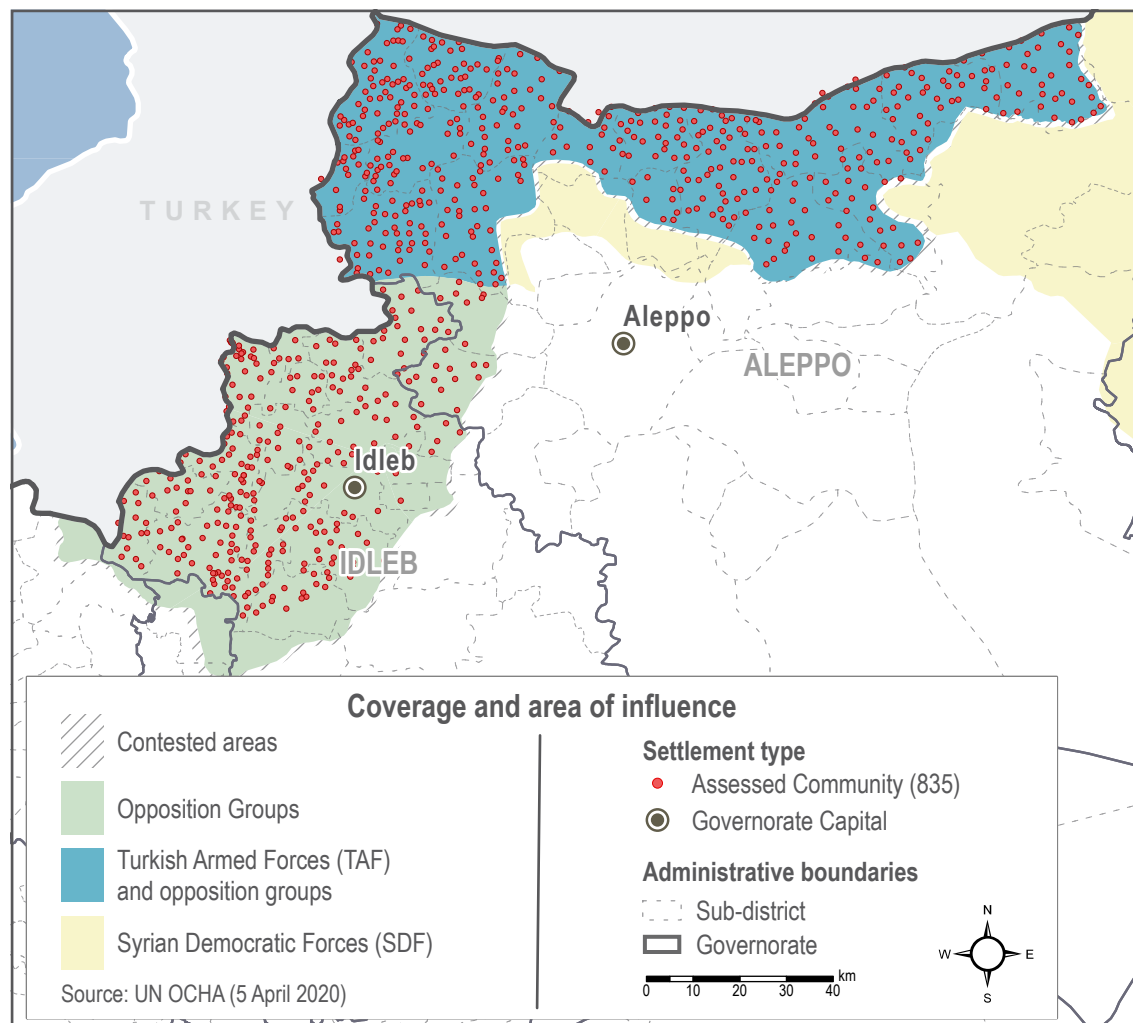 TURKEY
Aleppo
ALEPPO
Idleb
IDLEB
Coverage and area of influence
Contested areas
Opposition Groups
Turkish Armed Forces (TAF)
and opposition groups
Syrian Democratic Forces (SDF)
Source: UN OCHA (5 April 2020)
Settlement type
Assessed Community (835)
Governorate Capital
Administrative boundaries
Sub-district
Governorate
km
0 10 20 30 40
N
W E
S